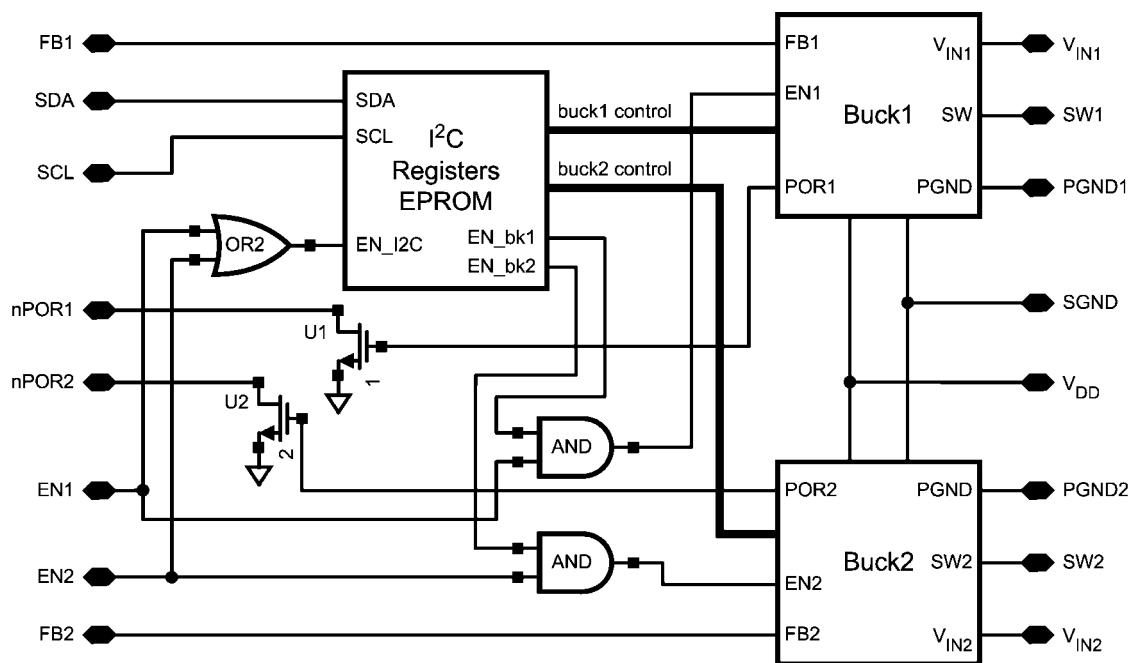 FB1
SDA
SCL
nPOR1
nPOR2
EN1
EN2
FB2
OR2
SDA
SCL
I²C
Registers
EPROM
EN_I2C
EN_bk1
EN_bk2
buck1 control
buck2 control
U1
1
U2
2
AND
AND
FB1
EN1
POR1
Buck1
VIN1
SW
PGND
POR2
EN2
FB2
Buck2
PGND
SW2
VIN2
VIN1
SW1
PGND1
SGND
VDD
PGND2
SW2
VIN2